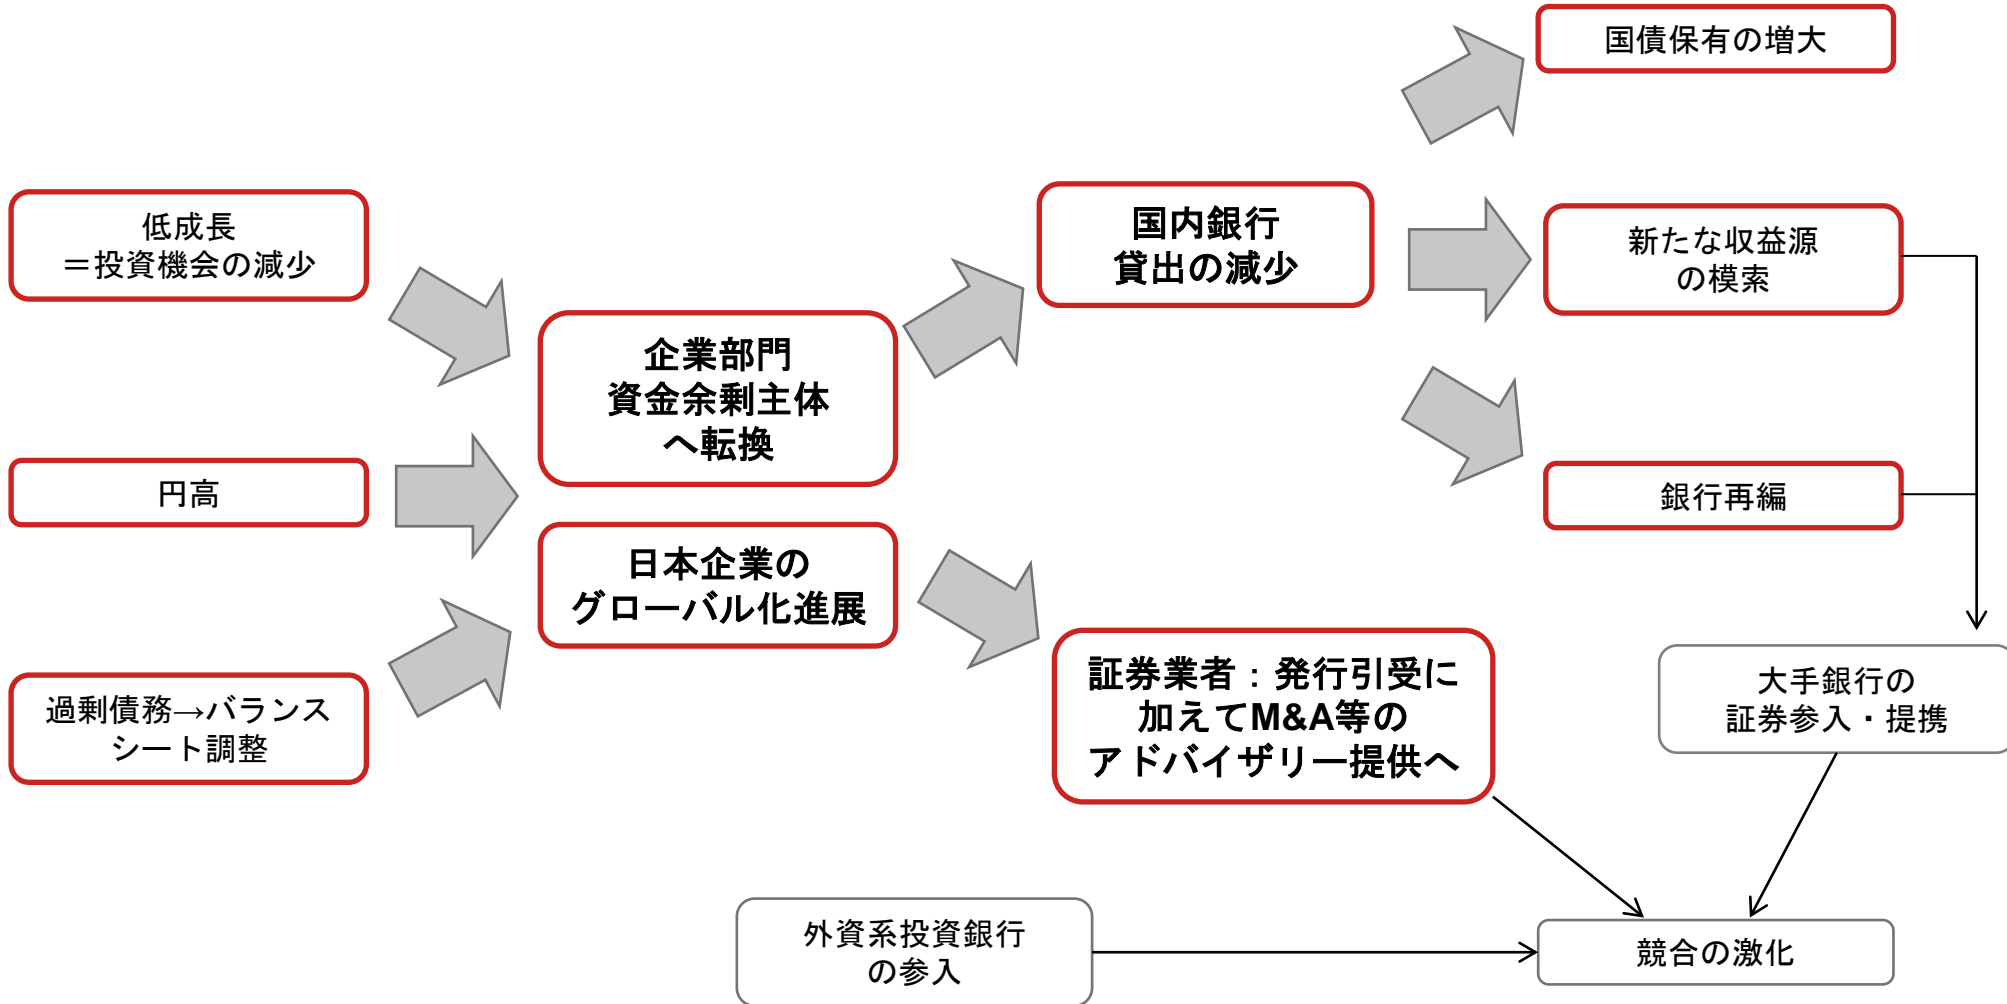 低成長
＝投資機会の減少
円高
過剰債務→バランス
シート調整
企業部門
資金余剰主体
へ転換
日本企業の
グローバル化進展
国内銀行
貸出の減少
証券業者：発行引受に
加えてM&A等の
アドバイザリー提供へ
国債保有の増大
新たな収益源
の模索
銀行再編
大手銀行の
証券参入・提携
外資系投資銀行
の参入
競合の激化